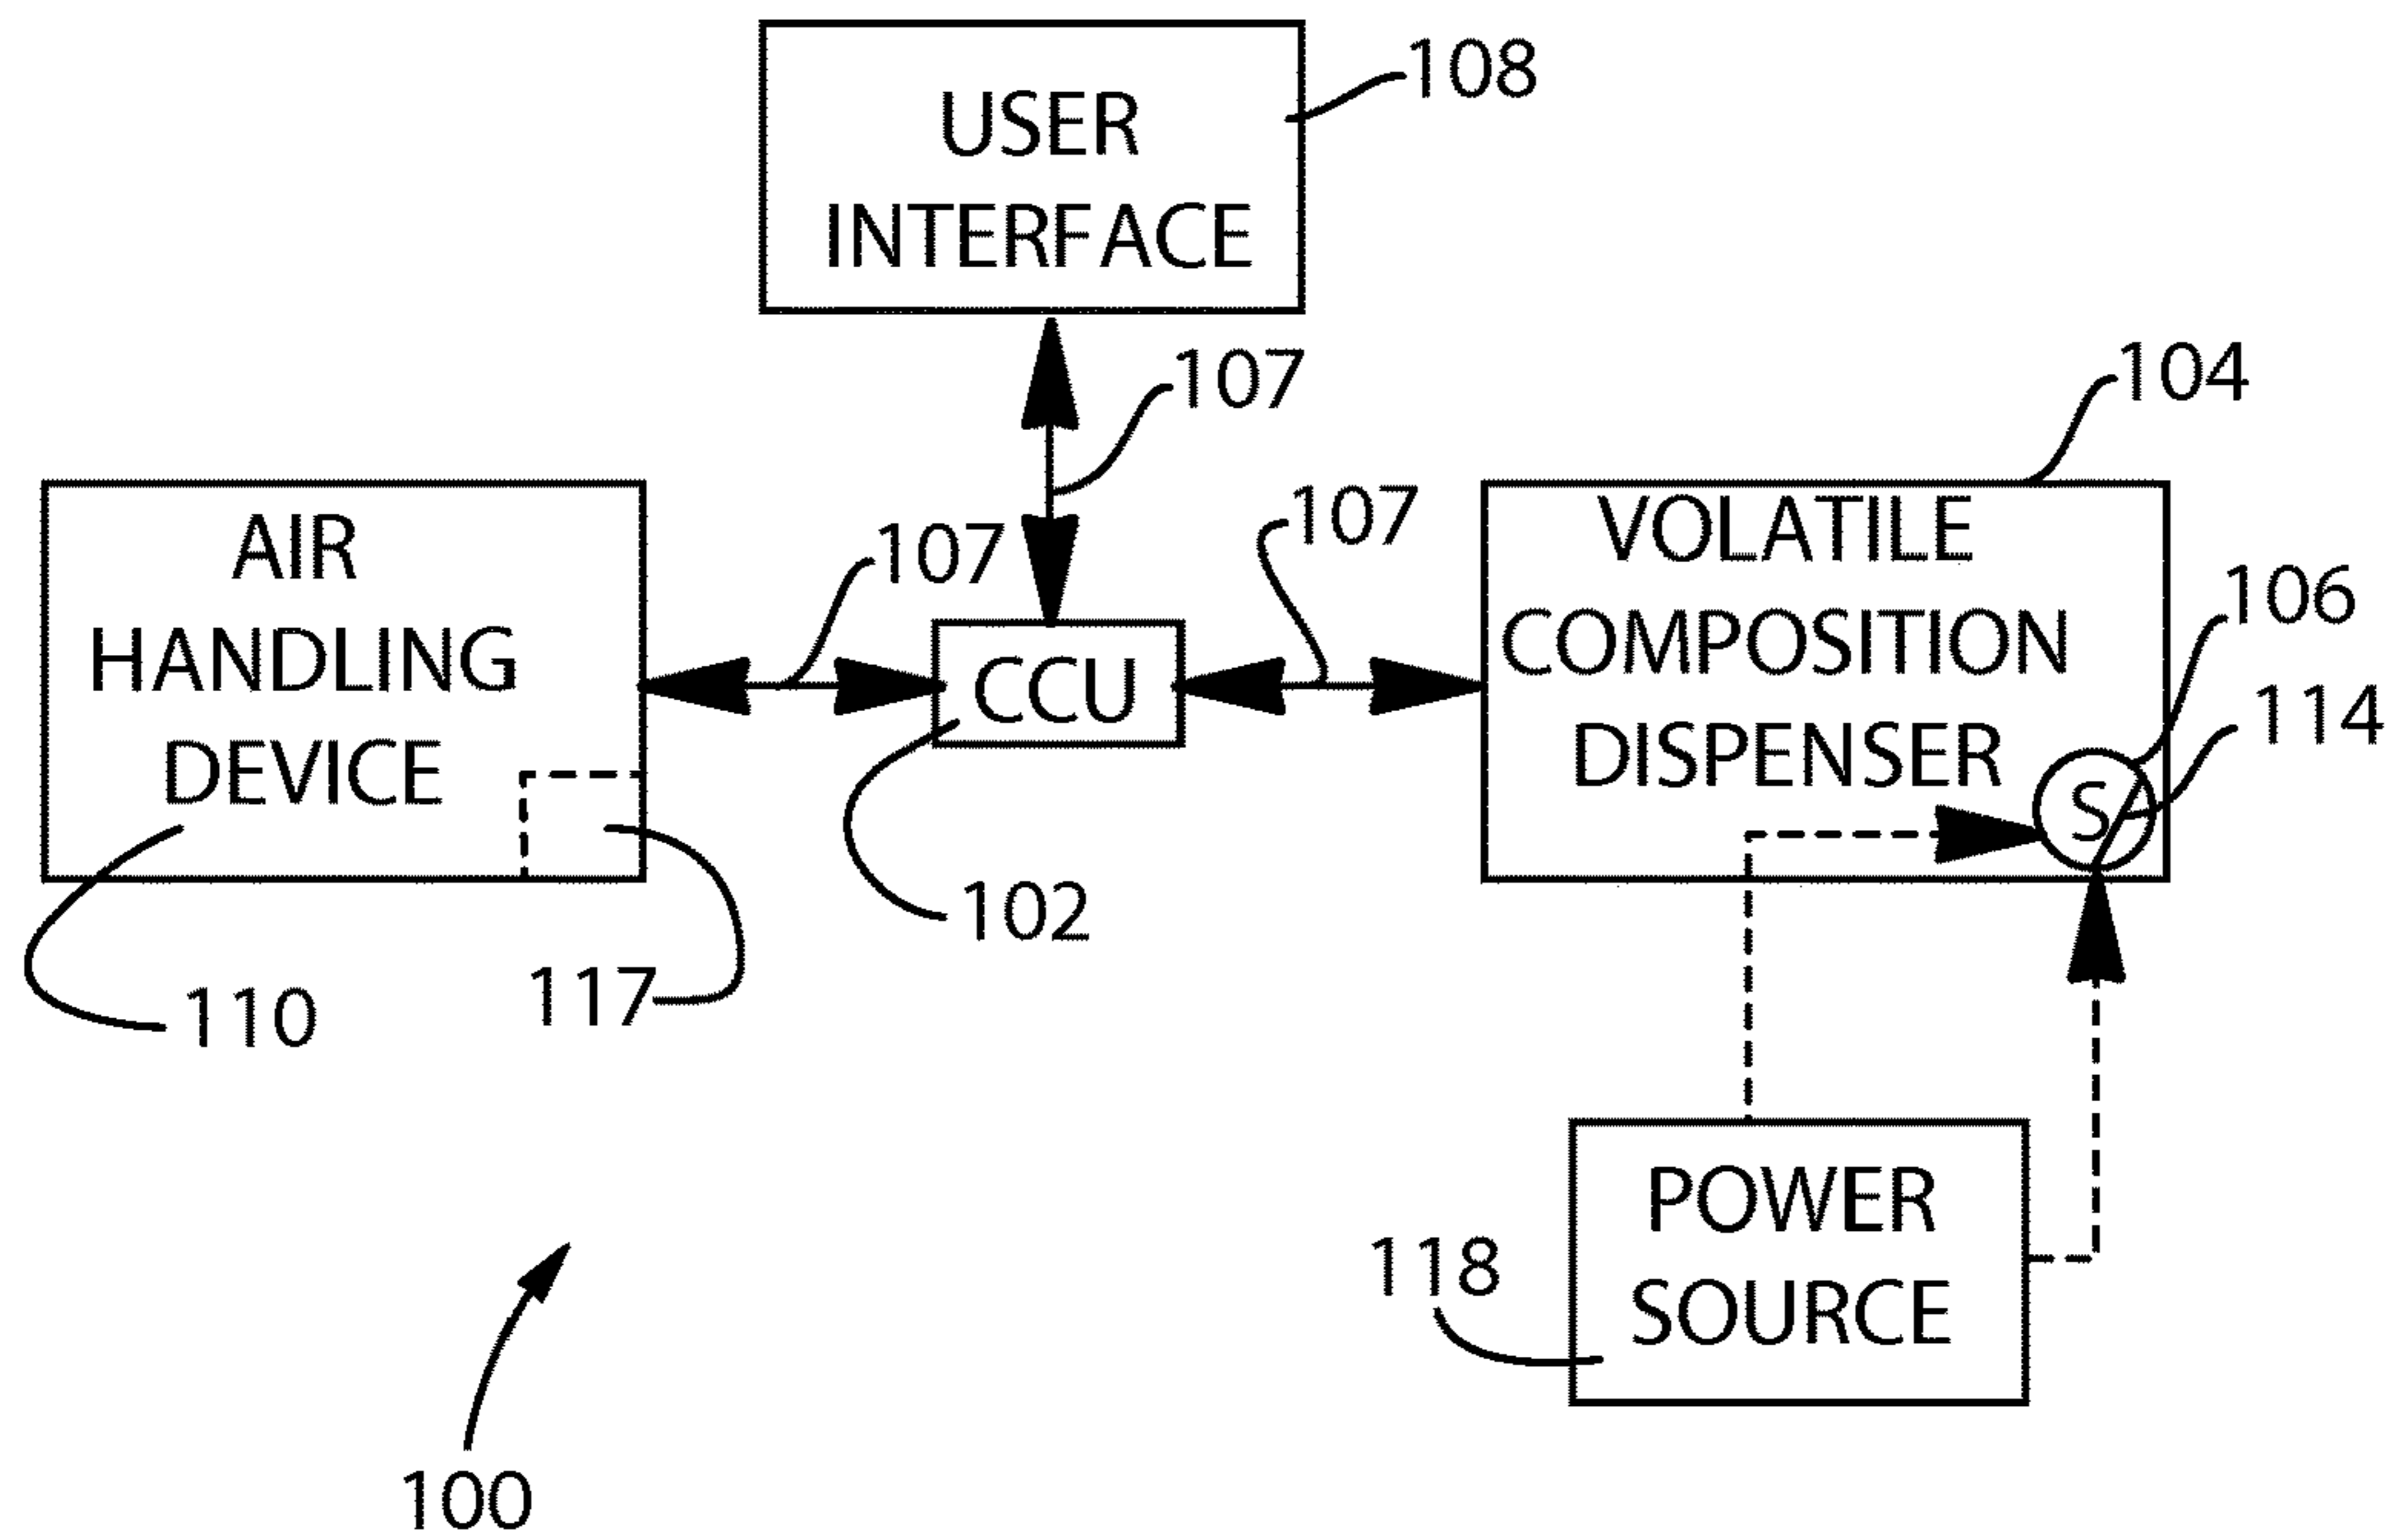 USER
INTERFACE
108
107
104
AIR
HANDLING
DEVICE
107
107
CCU
VOLATILE
COMPOSITION
DISPENSER
106
114
S
102
110
117
118
POWER
SOURCE
100